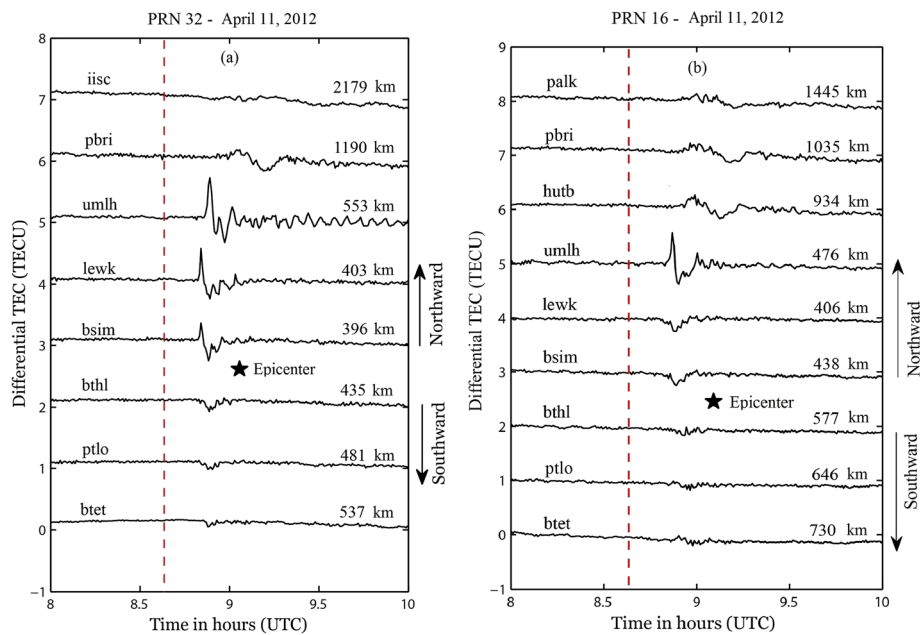 PRN 32 - April 11, 2012
(a)
8
7
6
5
4
3
2
1
0
−1
Differential TEC (TECU)
iisc 2179 km
pbri 1190 km
umlh 553 km
lewk 403 km
bsim 396 km
Epicenter
bthl 435 km
ptlo 481 km
btet 537 km
Northward
Southward
8 8.5 9 9.5 10
Time in hours (UTC)
PRN 16 - April 11, 2012
(b)
9
8
7
6
5
4
3
2
1
0
−1
Differential TEC (TECU)
palk 1445 km
pbri 1035 km
hutb 934 km
umlh 476 km
lewk 406 km
bsim 438 km
Epicenter
bthl 577 km
ptlo 646 km
btet 730 km
Northward
Southward
8 8.5 9 9.5 10
Time in hours (UTC)